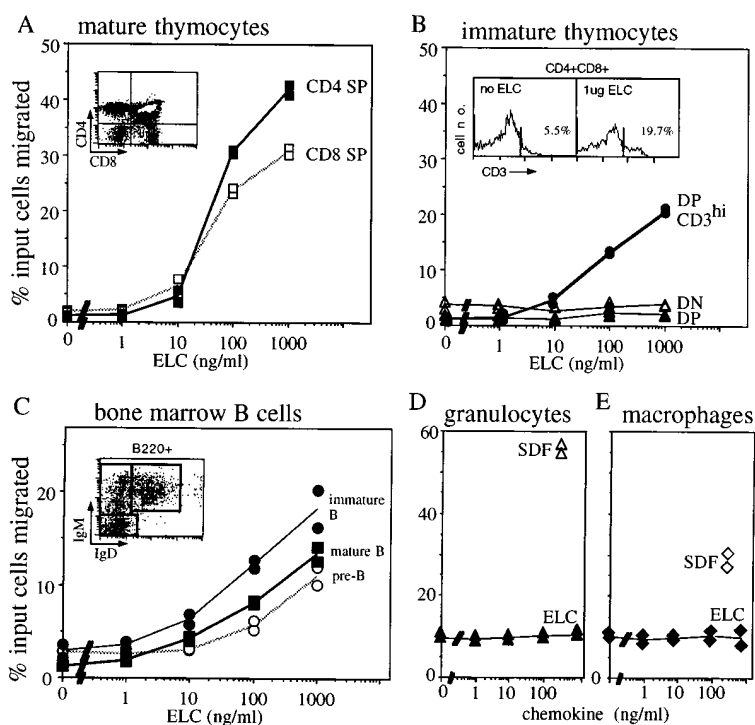 A mature thymocytes
50
40
30
20
10
0
% input cells migrated
CD4
CD8
CD4 SP
CD8 SP
0 1 10 100 1000
ELC (ng/ml)
B immature thymocytes
50
40
30
20
10
0
CD4+CD8+
no ELC
1ug ELC
cell no.
5.5%
19.7%
CD3
DP
CD3hi
DN
DP
0 1 10 100 1000
ELC (ng/ml)
C bone marrow B cells
20
10
0
% input cells migrated
B220+
IgM
IgD
immature
B
mature B
pre-B
0 1 10 100 1000
ELC (ng/ml)
D granulocytes
60
40
20
0
SDF
ELC
0 1 10 100
E macrophages
SDF
ELC
0 1 10 100
chemokine (ng/ml)